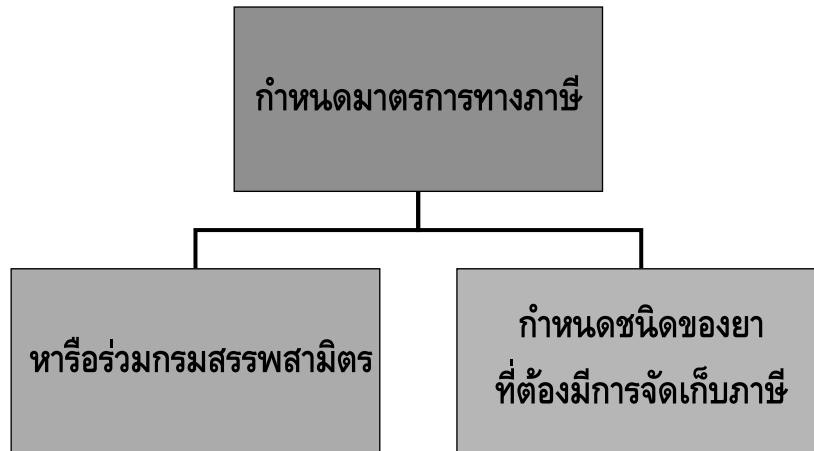 กำหนดมาตรการทางภาษี
หารือร่วมกรมสรรพสามิตร
กำหนดชนิดของยา
ที่ต้องมีการจัดเก็บภาษี